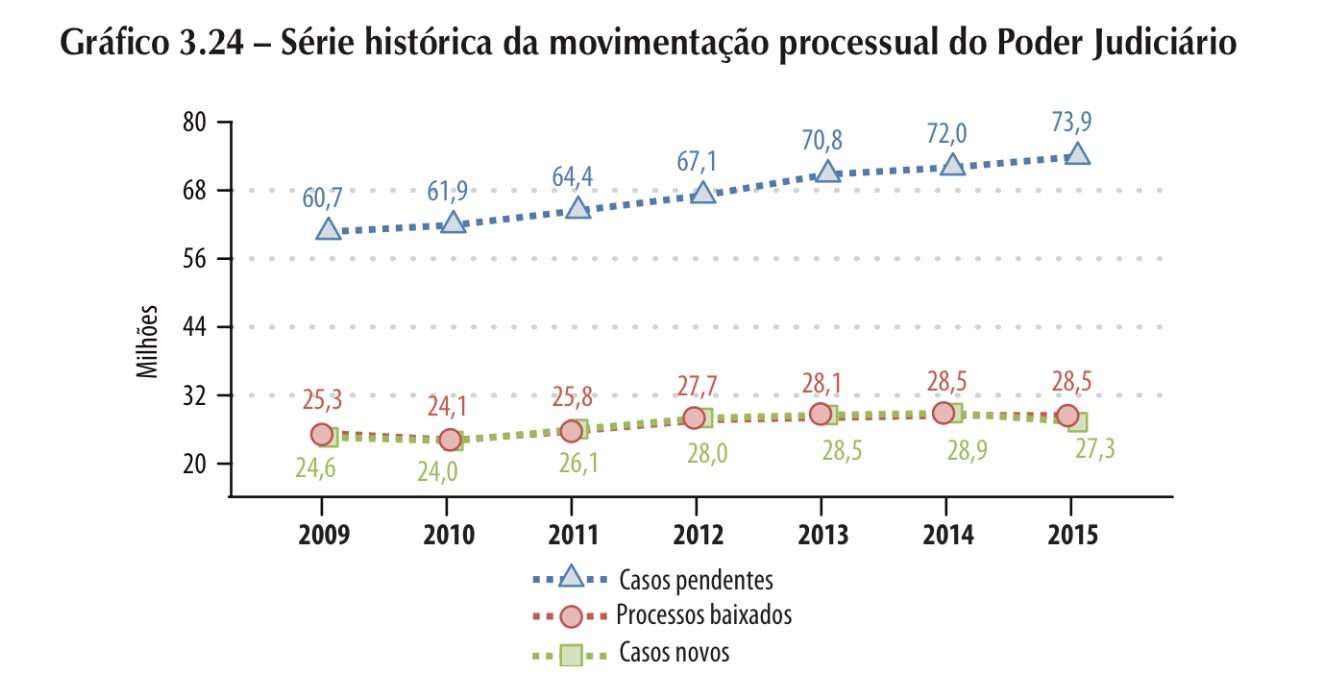 Gráfico 3.24 – Série histórica da movimentação processual do Poder Judiciário
80
68
56
44
32
20
Milhões
60,7 61,9 64,4 67,1 70,8 72,0 73,9
25,3 24,1 25,8 27,7 28,1 28,5 28,5
24,6 24,0 26,1 28,0 28,5 28,9 27,3
2009 2010 2011 2012 2013 2014 2015
Casos pendentes
Processos baixados
Casos novos